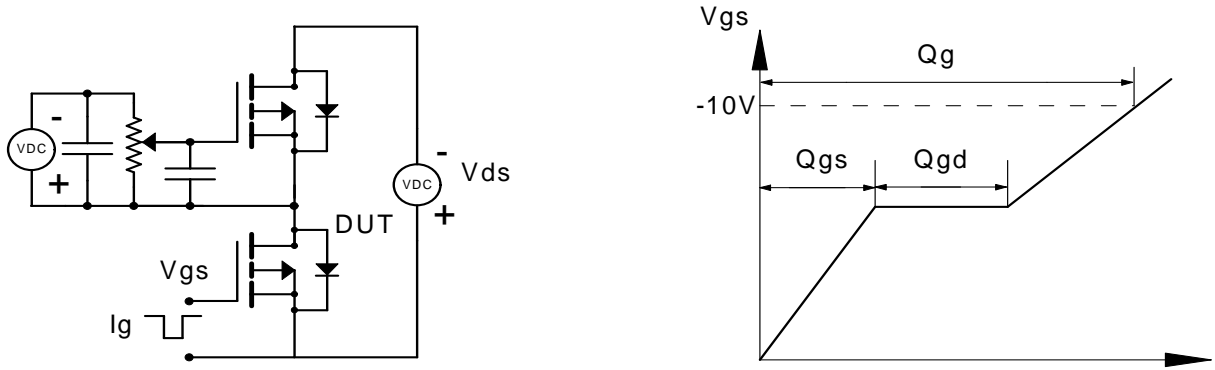 VDC
-
+
Vgs
Ig
DUT
VDC
-
+
Vds
Vgs
Qg
-10V
Qgs
Qgd